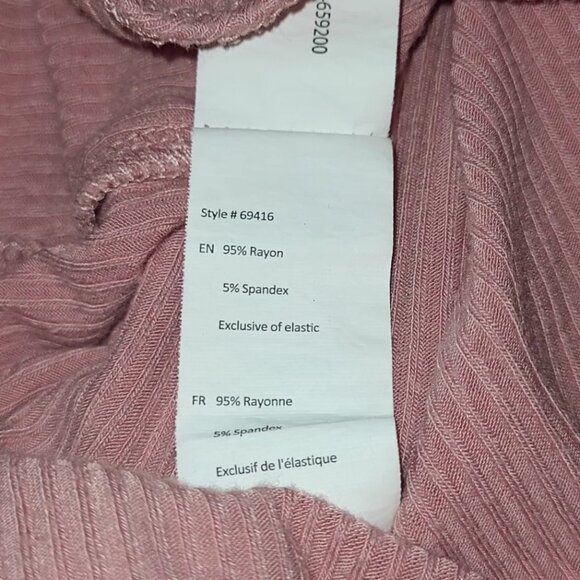 659200
Style # 69416
EN 95% Rayon
5% Spandex
Exclusive of elastic
FR 95% Rayonne
5% Spandex
Exclusif de l'élastique